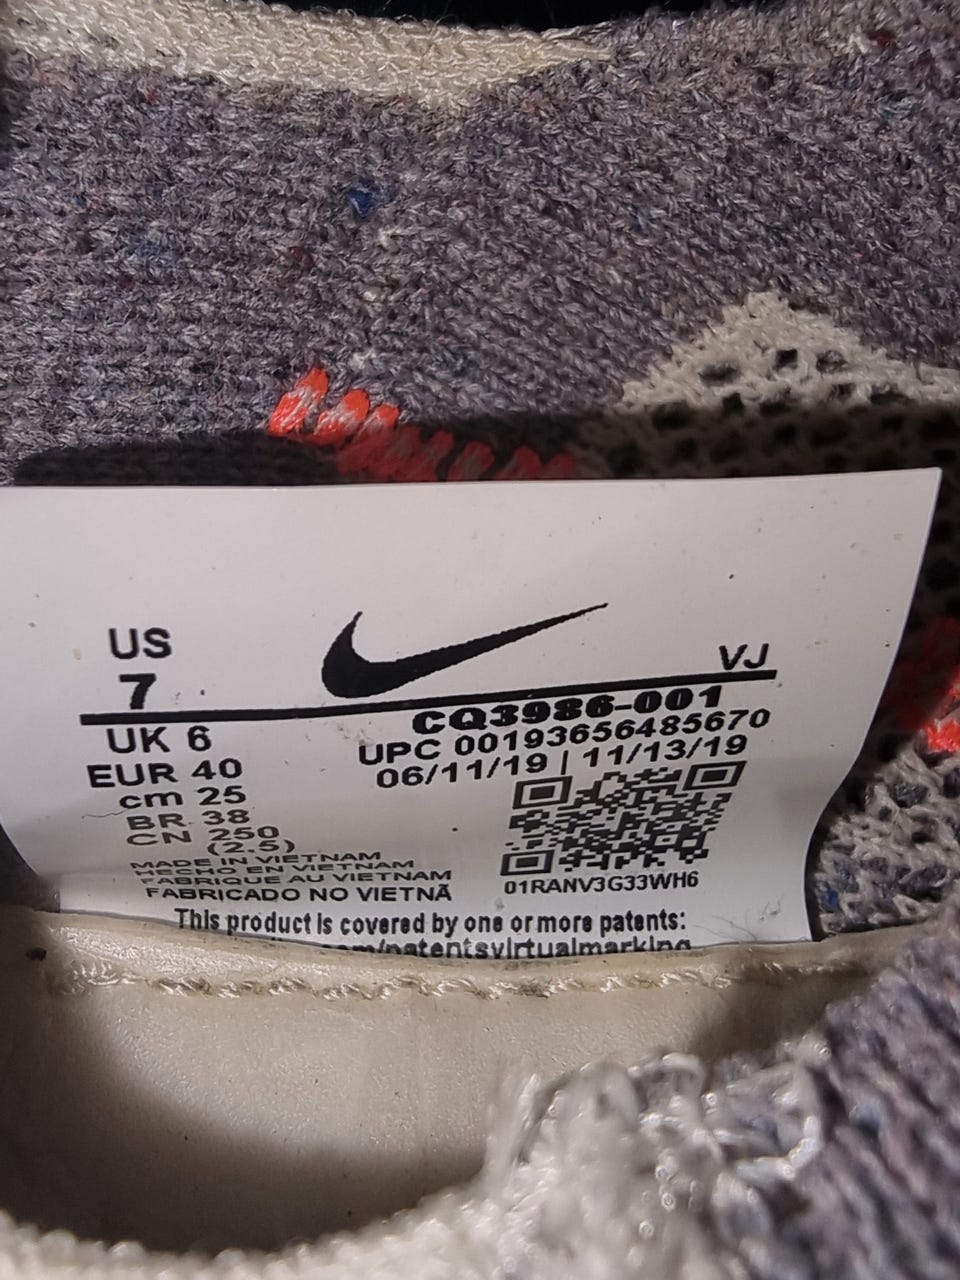 US
7
VJ
CQ3986-001
UPC 00193656485670
06/11/19 | 11/13/19
UK 6
EUR 40
cm 25
BR 38
CN 250
(2.5)
MADE IN VIETNAM
HECHO EN VIETNAM
FABRIQUE AU VIETNAM
FABRICADO NO VIETNÃ
01RANV3G33WH6
This product is covered by one or more patents:
/patentsvirtualmarking